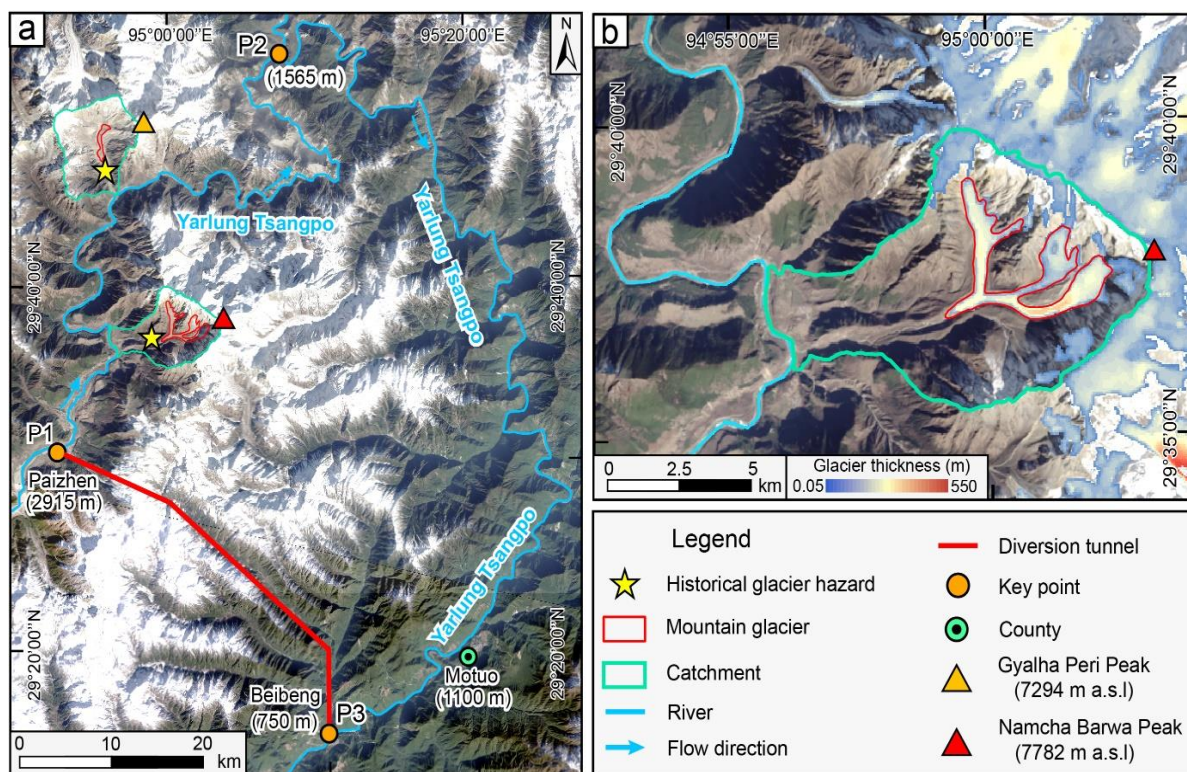 a
95°00'00"E
95°20'00"E
N
P2
(1565 m)
Yarlung Tsangpo
Yarlung Tsangpo
29°40'00"N
29°40'00"N
P1
Paizhen
(2915 m)
Yarlung Tsangpo
29°20'00"N
29°20'00"N
Motuo
(1100 m)
Beibeng
(750 m)
P3
0 10 20
km
b
94°55'00"E
95°00'00"E
29°40'00"N
29°40'00"N
29°35'00"N
0 2.5 5
km
Glacier thickness (m)
0.05 550
Legend
Historical glacier hazard
Mountain glacier
Catchment
River
Flow direction
Diversion tunnel
Key point
County
Gyalha Peri Peak
(7294 m a.s.l)
Namcha Barwa Peak
(7782 m a.s.l)